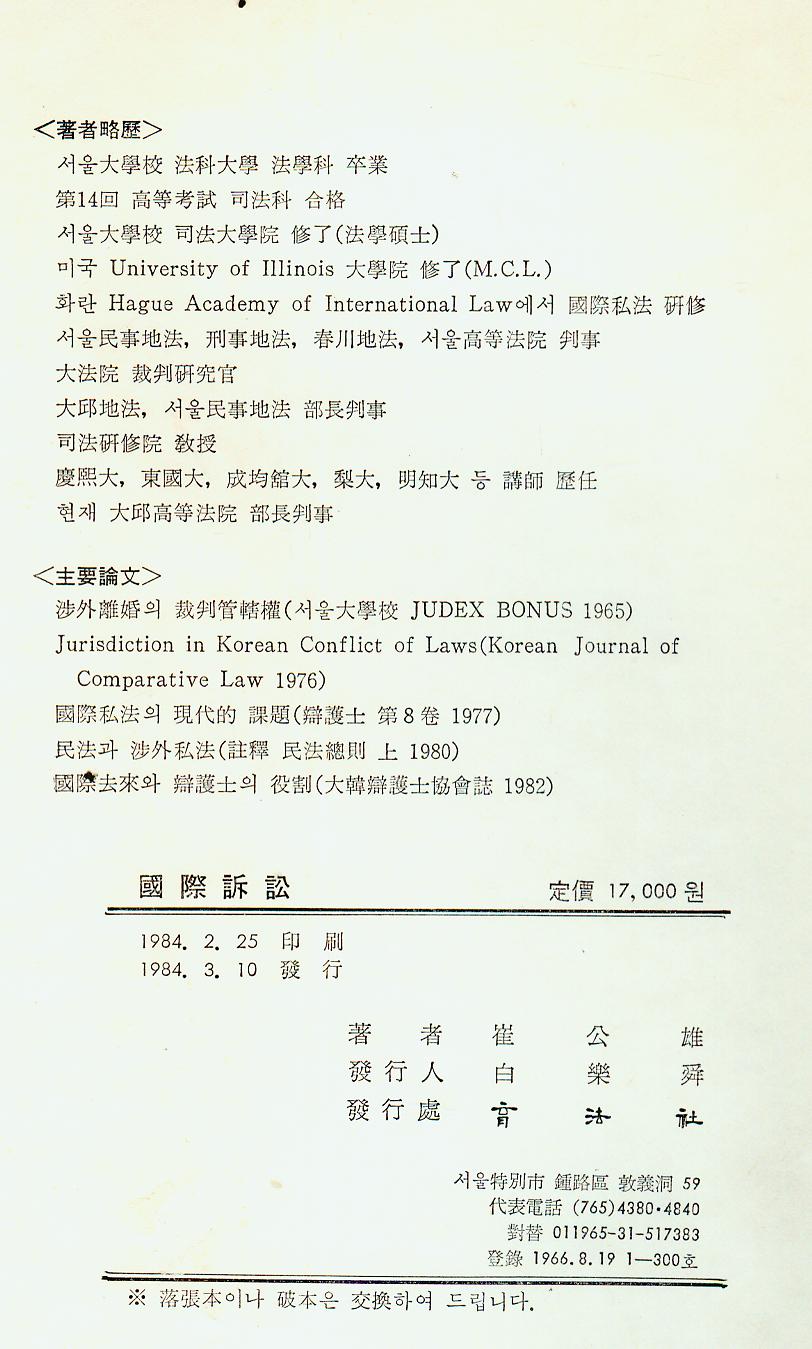 <著者略歷>
서울大學校 法科大學 法學科 卒業
第14回 高等考試 司法科 合格
서울大學校 司法大學院 修了(法學碩士)
미국 University of Illinois 大學院 修了(M.C.L.)
화란 Hague Academy of International Law에서 國際私法 硏修
서울民事地法, 刑事地法, 春川地法, 서울高等法院 判事
大法院 裁判硏究官
大邱地法, 서울民事地法 部長判事
司法硏修院 敎授
慶熙大, 東國大, 成均舘大, 梨大, 明知大 등 講師 歷任
현재 大邱高等法院 部長判事
<主要論文>
涉外離婚의 裁判管轄權(서울大學校 JUDEX BONUS 1965)
Jurisdiction in Korean Conflict of Laws(Korean Journal of
Comparative Law 1976)
國際私法의 現代的 課題(辯護士 第8卷 1977)
民法과 涉外私法(註釋 民法總則 上 1980)
國際去來와 辯護士의 役割(大韓辯護士協會誌 1982)
國際訴訟 定價 17,000원
1984. 2. 25 印 刷
1984. 3. 10 發 行
著 者 崔 公 雄
發行人 白 樂 舜
發行處 育 法 社
서울特別市 鍾路區 敦義洞 59
代表電話 (765)4380·4840
對替 011965-31-517383
登錄 1966.8.19 1—300호
※ 落張本이나 破本은 交換하여 드립니다.